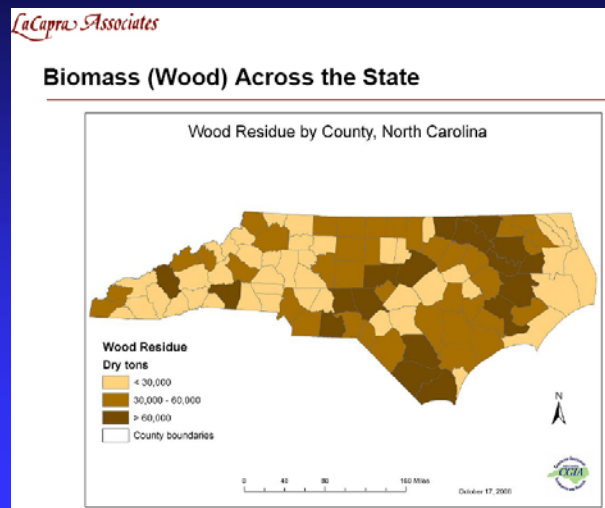 LaCapra Associates
Biomass (Wood) Across the State
Wood Residue by County, North Carolina
Wood Residue
Dry tons
< 30,000
30,000 - 60,000
> 60,000
County boundaries
N
0 40 80 160 Miles
October 17, 2006
CGIA